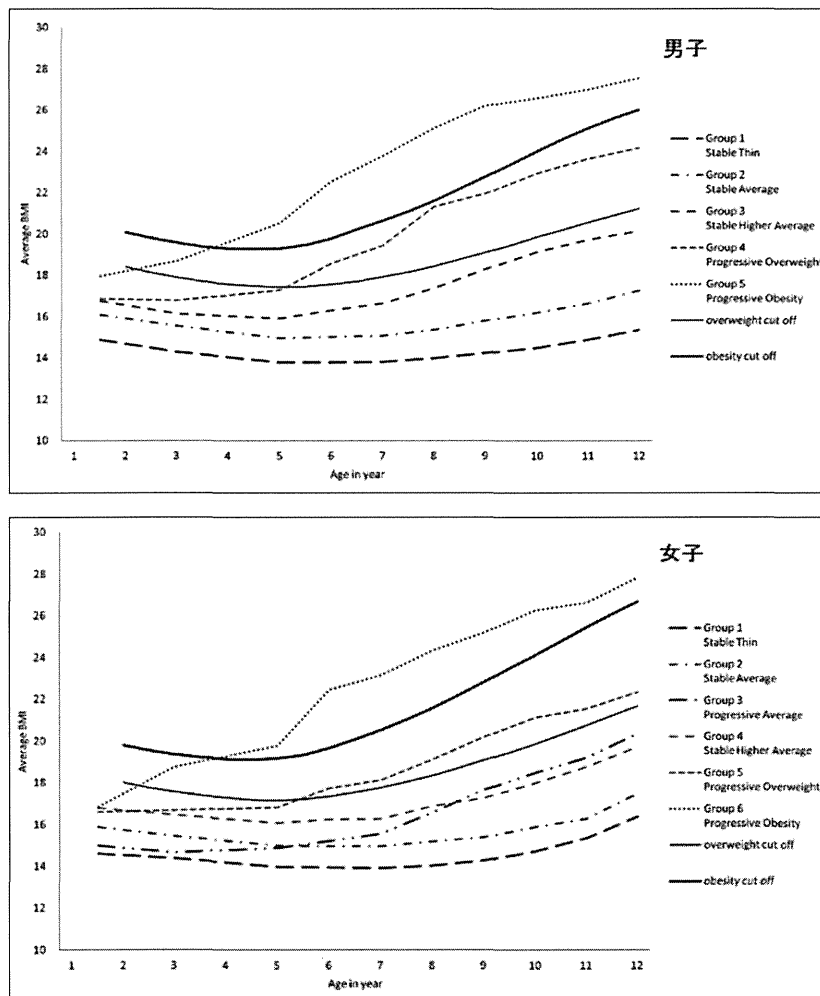 男子
30
28
26
24
22
20
18
16
14
12
10
Average BMI
1 2 3 4 5 6 7 8 9 10 11 12
Age in year
Group 1
Stable Thin
Group 2
Stable Average
Group 3
Stable Higher Average
Group 4
Progressive Overweight
Group 5
Progressive Obesity
overweight cut off
obesity cut off
女子
30
28
26
24
22
20
18
16
14
12
10
Average BMI
1 2 3 4 5 6 7 8 9 10 11 12
Age in year
Group 1
Stable Thin
Group 2
Stable Average
Group 3
Progressive Average
Group 4
Stable Higher Average
Group 5
Progressive Overweight
Group 6
Progressive Obesity
overweight cut off
obesity cut off